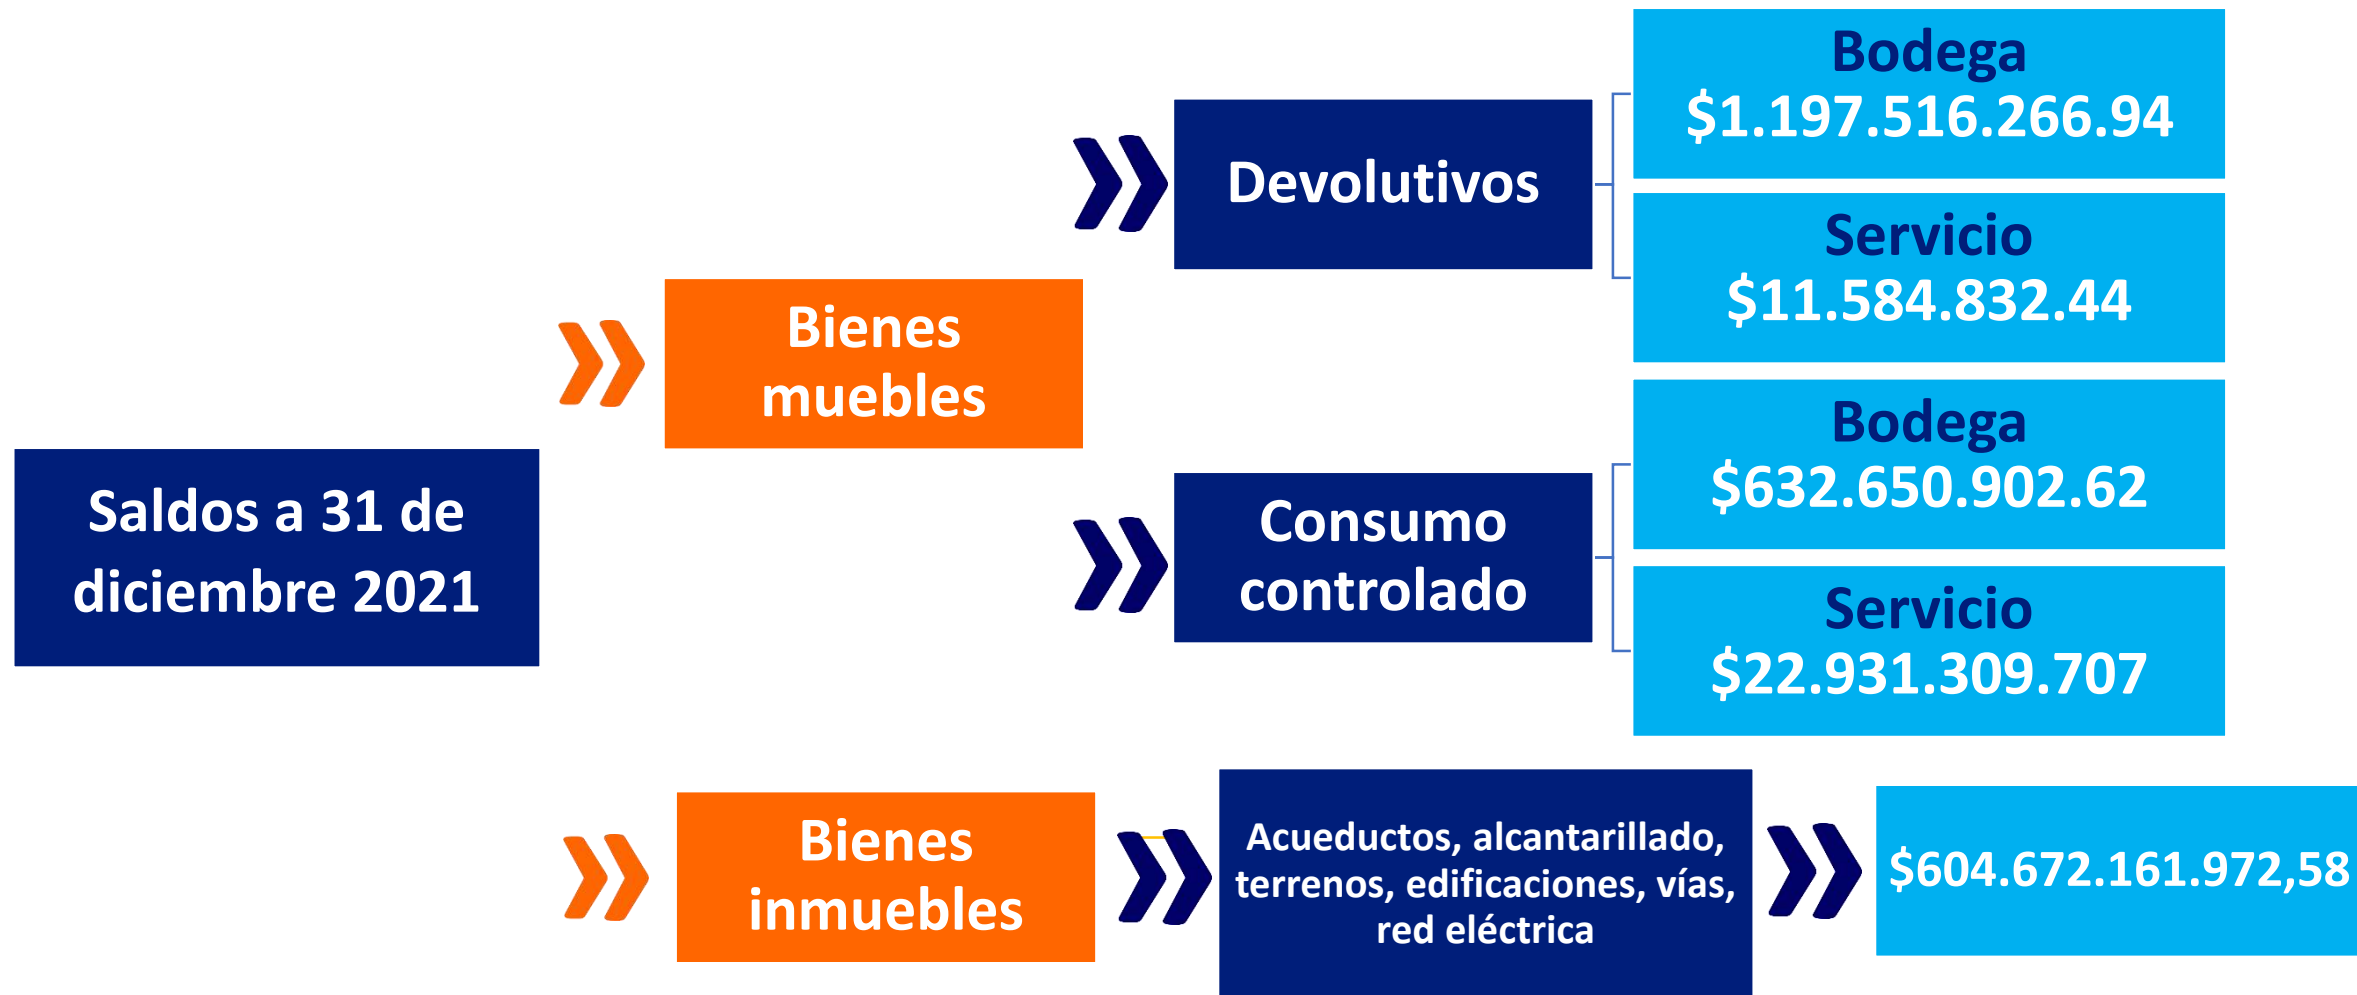 Saldos a 31 de
diciembre 2021
Bienes
muebles
Devolutivos
Bodega
$1.197.516.266.94
Servicio
$11.584.832.44
Consumo
controlado
Bodega
$632.650.902.62
Servicio
$22.931.309.707
Bienes
inmuebles
Acueductos, alcantarillado,
terrenos, edificaciones, vías,
red eléctrica
$604.672.161.972,58